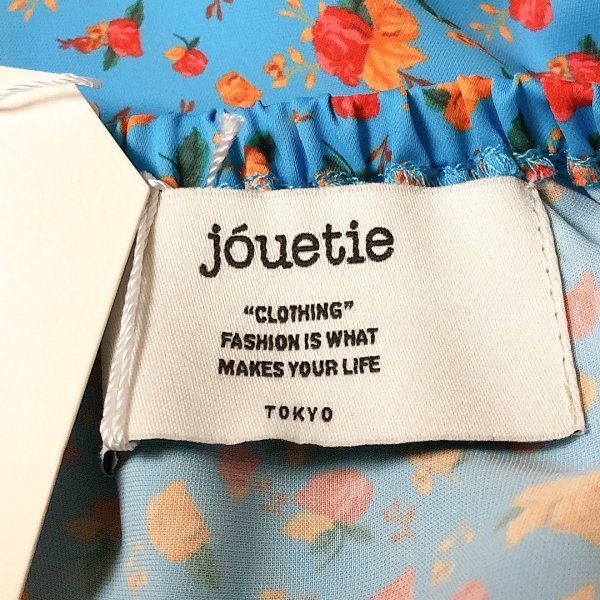 jóuetie
“CLOTHING”
FASHION IS WHAT
MAKES YOUR LIFE
TOKYO